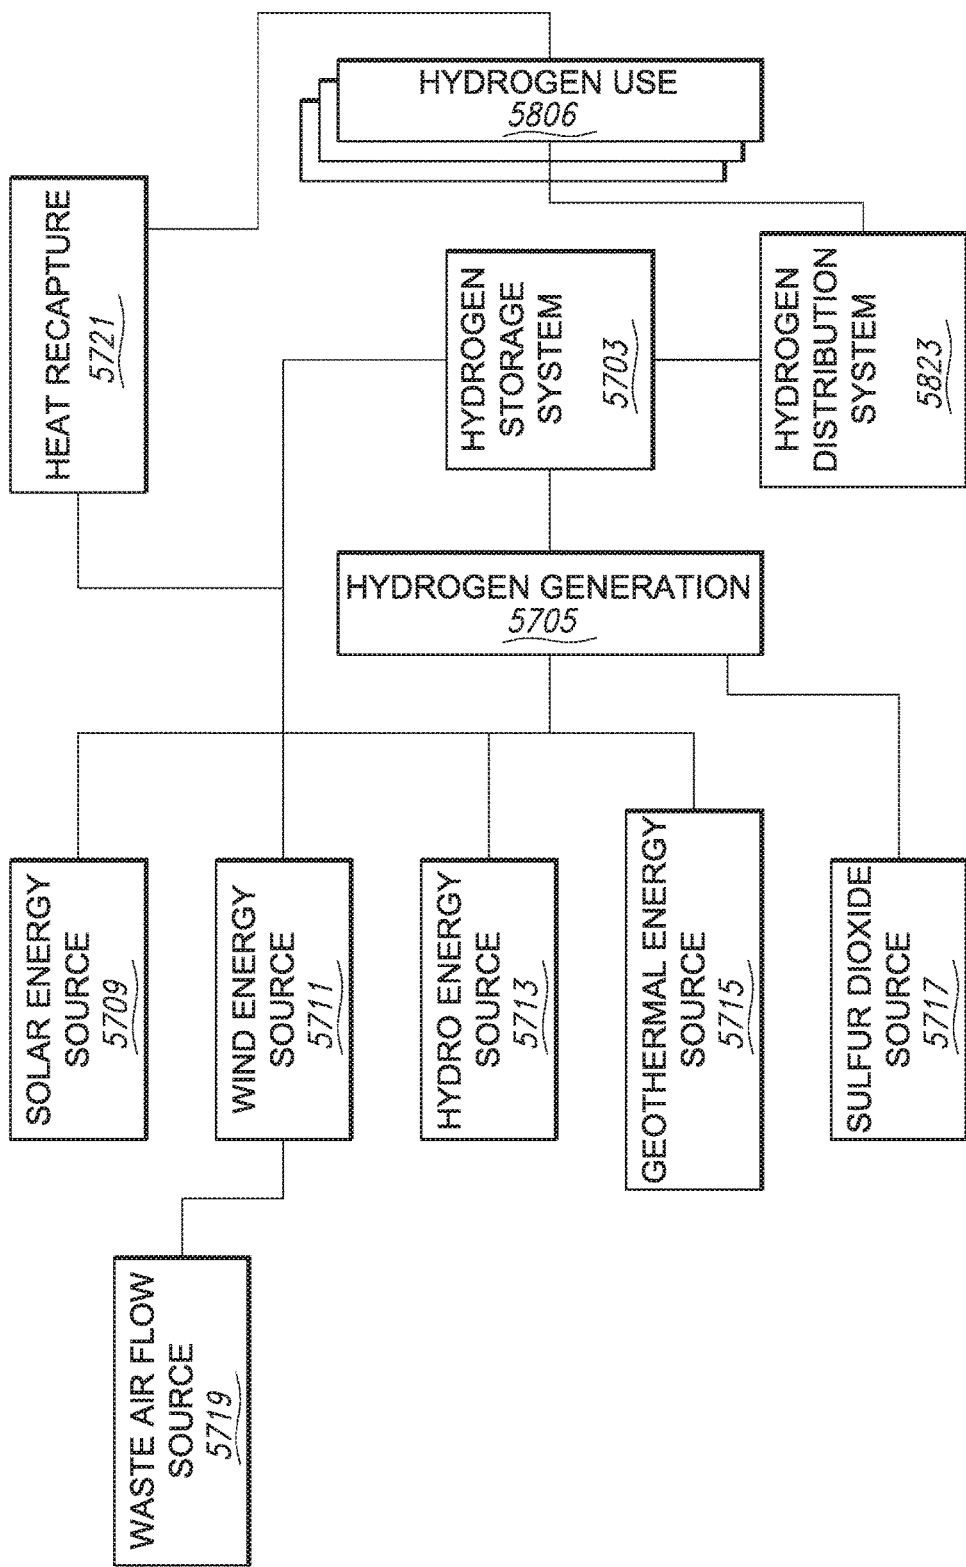 WASTE AIR FLOW
SOURCE
5719
SOLAR ENERGY
SOURCE
5709
WIND ENERGY
SOURCE
5711
HYDRO ENERGY
SOURCE
5713
GEOTHERMAL ENERGY
SOURCE
5715
SULFUR DIOXIDE
SOURCE
5717
HYDROGEN GENERATION
5705
HEAT RECAPTURE
5721
HYDROGEN
STORAGE
SYSTEM
5703
HYDROGEN
DISTRIBUTION
SYSTEM
5823
HYDROGEN USE
5806